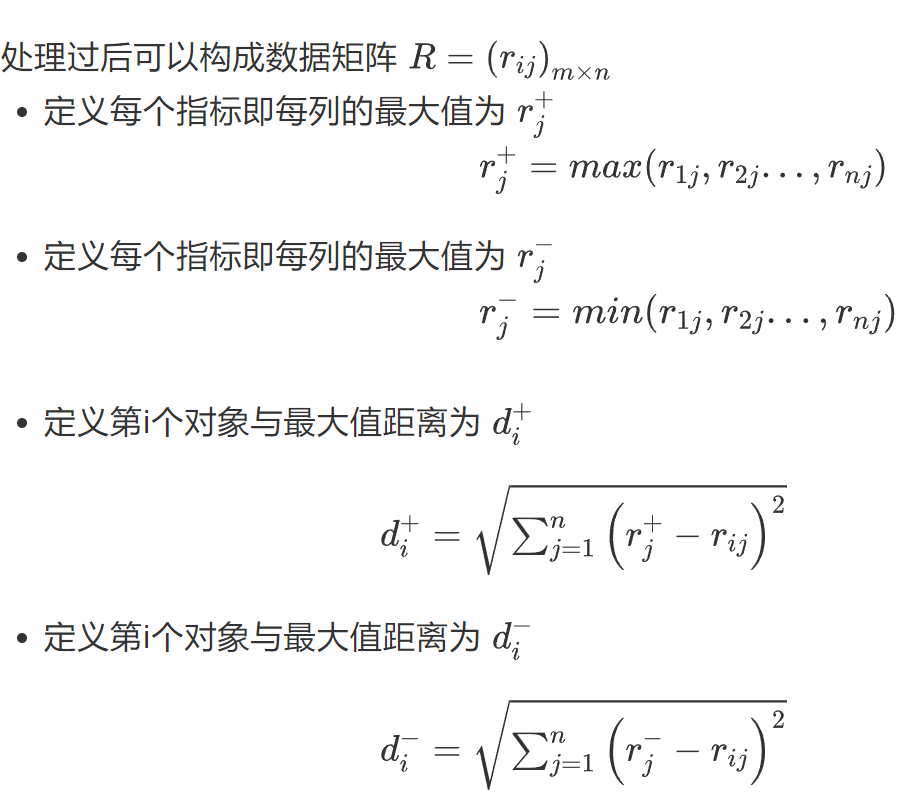 处理过后可以构成数据矩阵 $R = (r_{ij})_{m \times n}$
• 定义每个指标即每列的最大值为 $r_j^+$
$r_j^+ = max(r_{1j}, r_{2j} \ldots, r_{nj})$
• 定义每个指标即每列的最大值为 $r_j^-$
$r_j^- = min(r_{1j}, r_{2j} \ldots, r_{nj})$
• 定义第i个对象与最大值距离为 $d_i^+$
$d_i^+ = \sqrt{\sum_{j=1}^{n} \left( r_j^+ - r_{ij} \right)^2}$
• 定义第i个对象与最大值距离为 $d_i^-$
$d_i^- = \sqrt{\sum_{j=1}^{n} \left( r_j^- - r_{ij} \right)^2}$